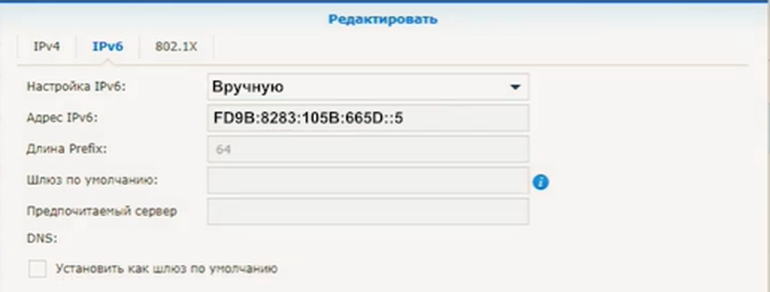 Редактировать
IPv4 IPv6 802.1X
Настройка IPv6: Вручную
Адрес IPv6: FD9B:8283:105B:665D::5
Длина Prefix: 64
Шлюз по умолчанию:
Предпочитаемый сервер
DNS:
Установить как шлюз по умолчанию